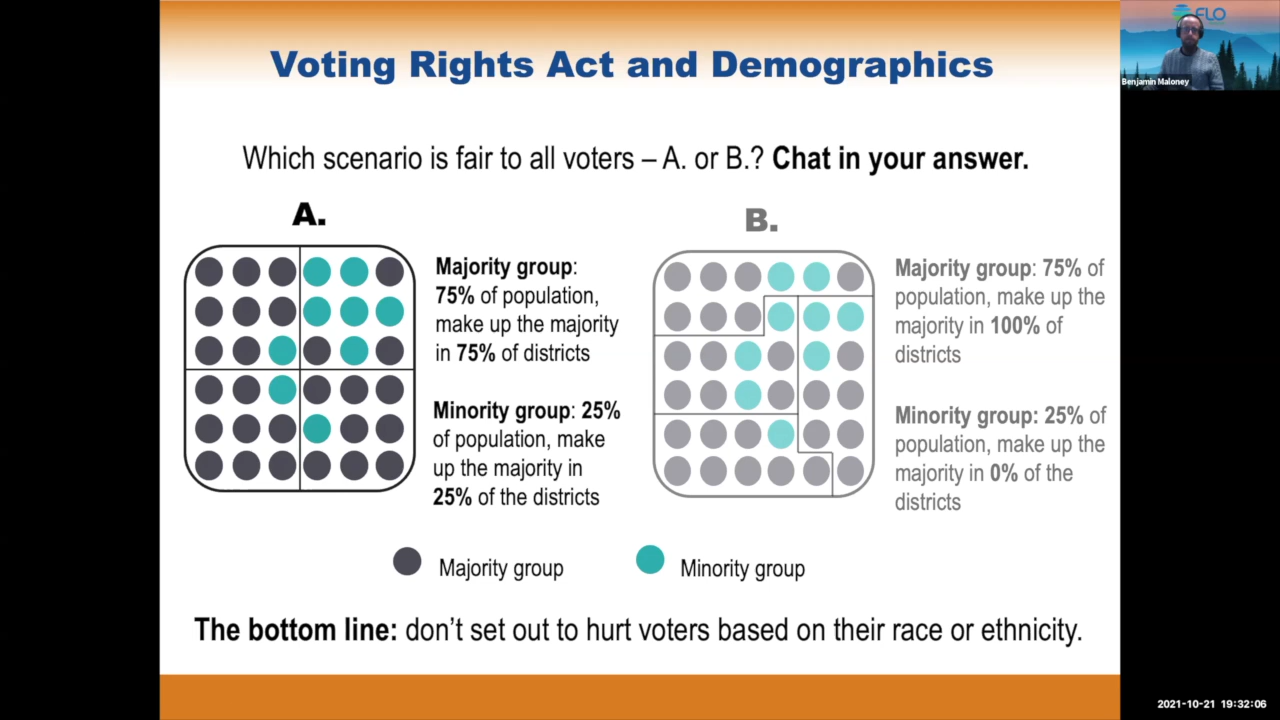 FLO
Benjamin Maloney
Voting Rights Act and Demographics
Which scenario is fair to all voters – A. or B.? Chat in your answer.
A.
Majority group:
75% of population,
make up the majority
in 75% of districts
Minority group: 25%
of population, make
up the majority in
25% of the districts
B.
Majority group: 75% of
population, make up the
majority in 100% of
districts
Minority group: 25% of
population, make up the
majority in 0% of the
districts
Majority group
Minority group
The bottom line: don’t set out to hurt voters based on their race or ethnicity.
2021-10-21 19:32:06